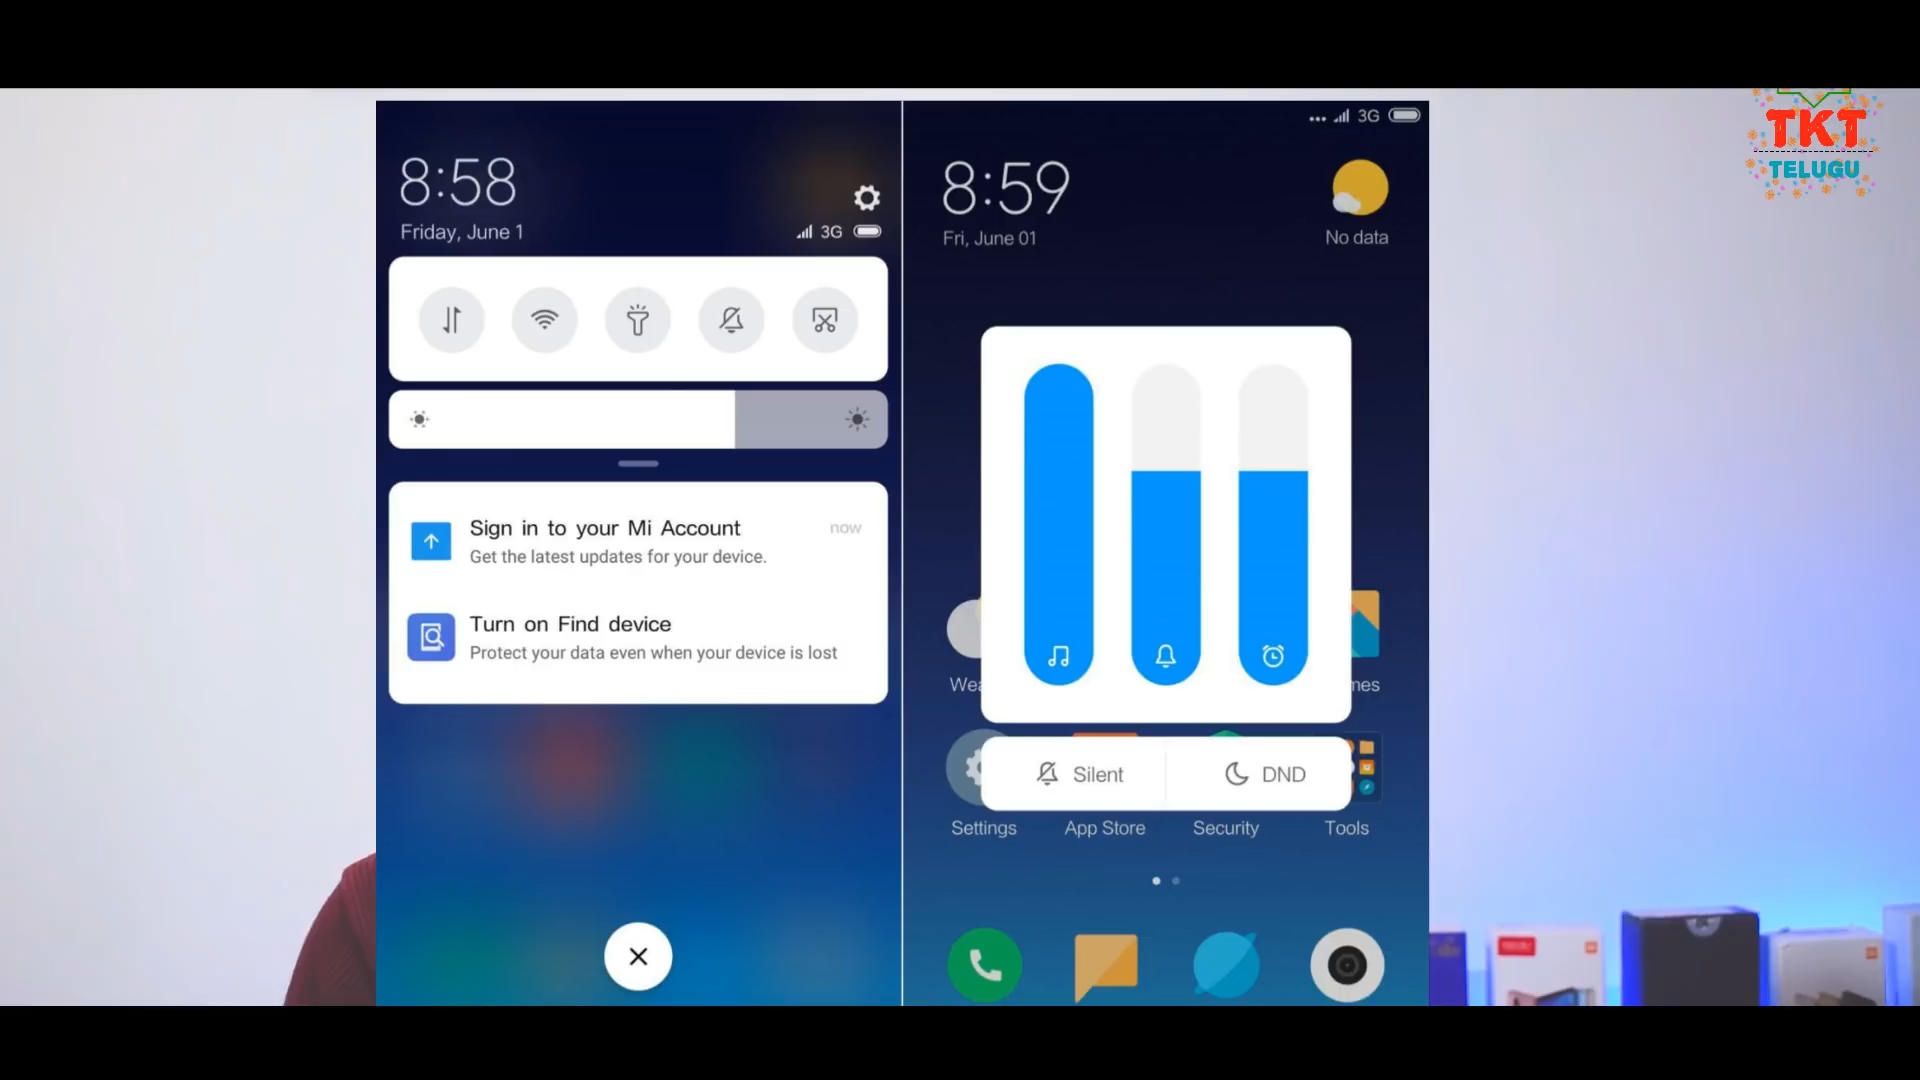 TKT
TELUGU
8:58
Friday, June 1
3G
Sign in to your Mi Account
now
Get the latest updates for your device.
Turn on Find device
Protect your data even when your device is lost
3G
8:59
Fri, June 01
No data
Wea
mes
Silent
DND
Settings
App Store
Security
Tools